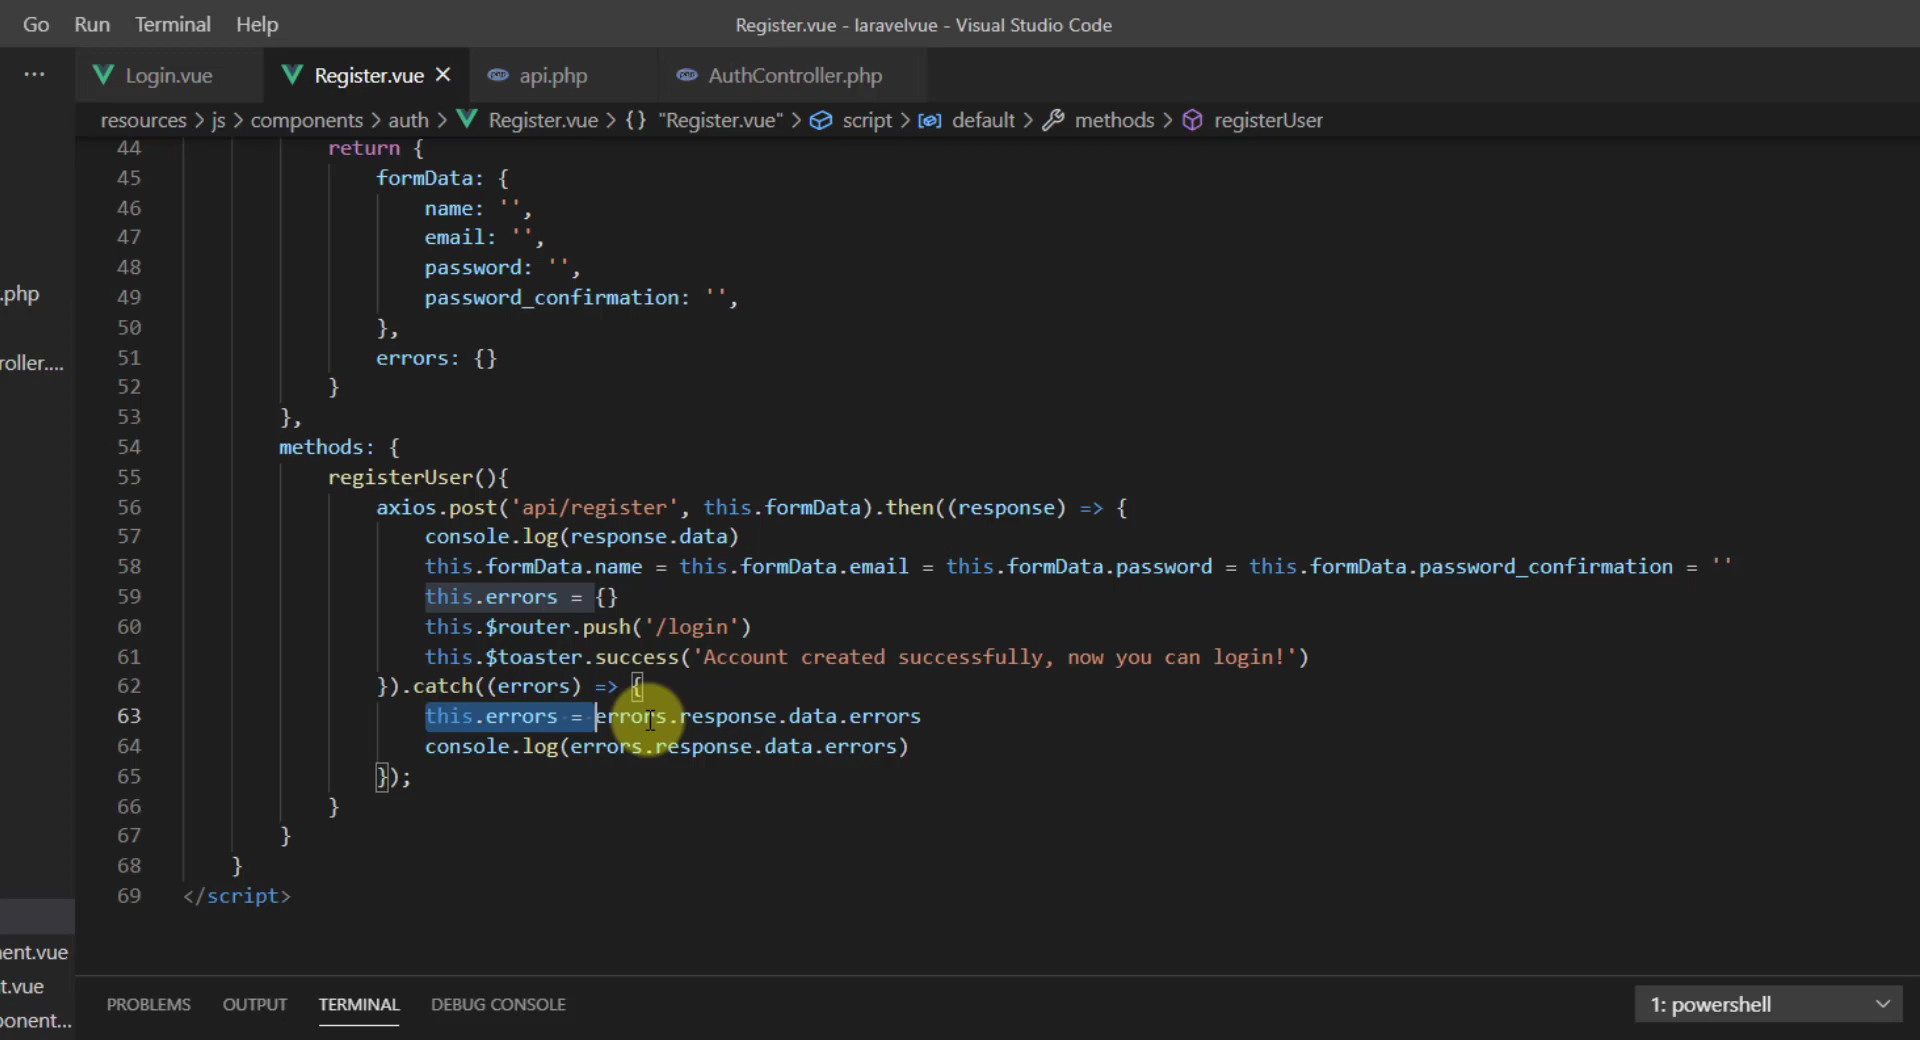 Go Run Terminal Help
Register.vue - laravelvue - Visual Studio Code
... Login.vue Register.vue × api.php AuthController.php
resources > js > components > auth > Register.vue > {} "Register.vue" > script > default > methods > registerUser
.php
roller....
ent.vue
t.vue
onent...
44 return {
45 formData: {
46 name: '',
47 email: '',
48 password: '',
49 password_confirmation: '',
50 },
51 errors: {}
52 }
53 },
54 methods: {
55 registerUser(){
56 axios.post('api/register', this.formData).then((response) => {
57 console.log(response.data)
58 this.formData.name = this.formData.email = this.formData.password = this.formData.password_confirmation = ''
59 this.errors = {}
60 this.$router.push('/login')
61 this.$toaster.success('Account created successfully, now you can login!')
62 }).catch((errors) => {
63 this.errors = errors.response.data.errors
64 console.log(errors.response.data.errors)
65 });
66 }
67 }
68 }
69 </script>
PROBLEMS OUTPUT TERMINAL DEBUG CONSOLE
1: powershell